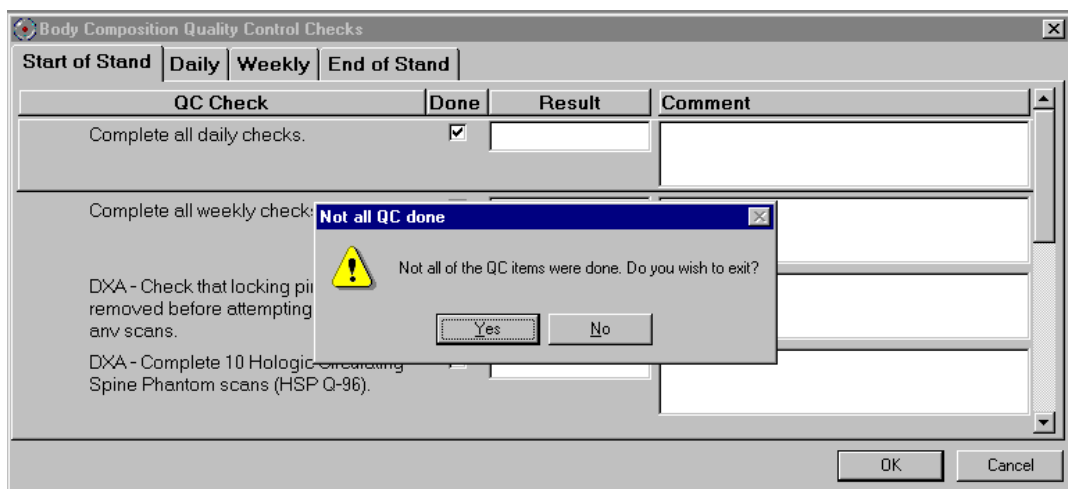 Body Composition Quality Control Checks
Start of Stand Daily Weekly End of Stand
QC Check Done Result Comment
Complete all daily checks.
Complete all weekly check
Not all QC done
Not all of the QC items were done. Do you wish to exit?
Yes No
DXA - Check that locking pin
removed before attempting
any scans.
DXA - Complete 10 Hologic Circulating
Spine Phantom scans (HSP Q-96).
OK Cancel